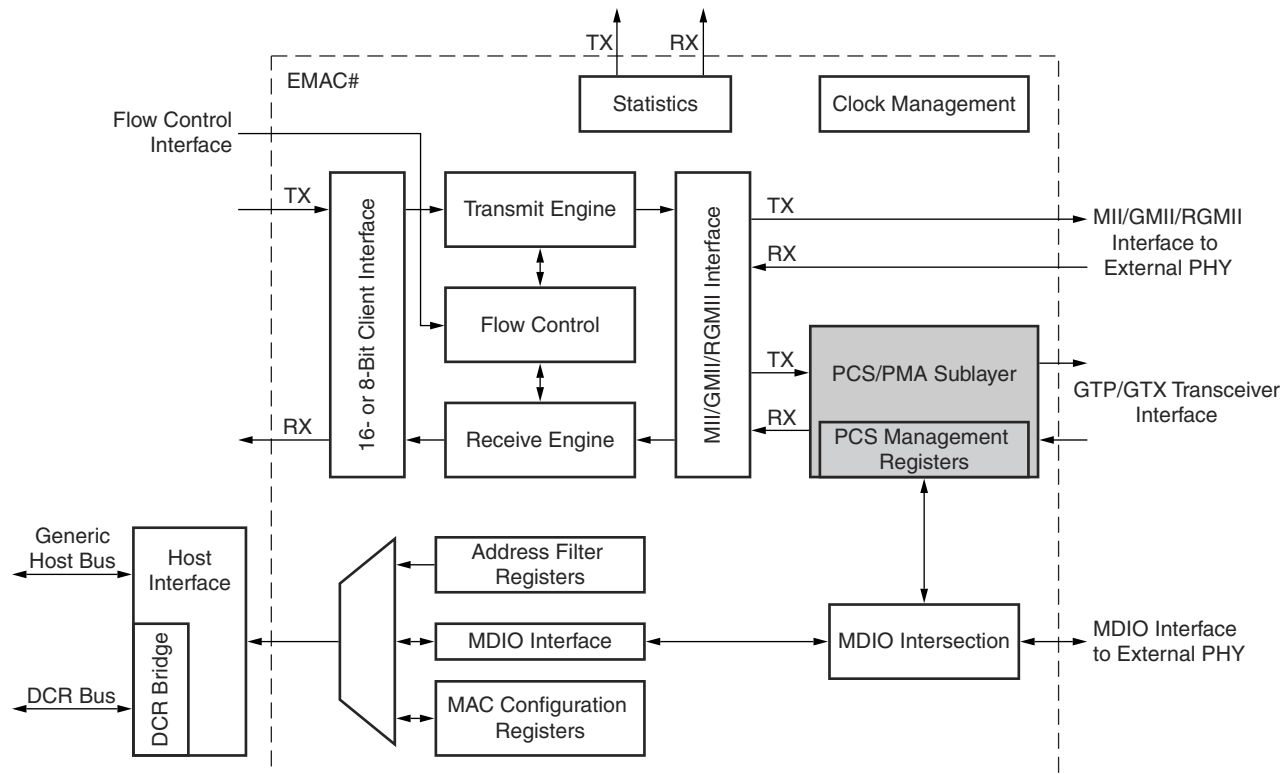 TX
RX
EMAC#
Statistics
Clock Management
Flow Control
Interface
TX
16- or 8-Bit Client Interface
Transmit Engine
Flow Control
Receive Engine
RX
MII/GMII/RGMII Interface
TX
RX
MII/GMII/RGMII
Interface to
External PHY
TX
RX
PCS/PMA Sublayer
PCS Management
Registers
GTP/GTX Transceiver
Interface
Generic
Host Bus
Host
Interface
DCR Bridge
DCR Bus
Address Filter
Registers
MDIO Interface
MAC Configuration
Registers
MDIO Intersection
MDIO Interface
to External PHY